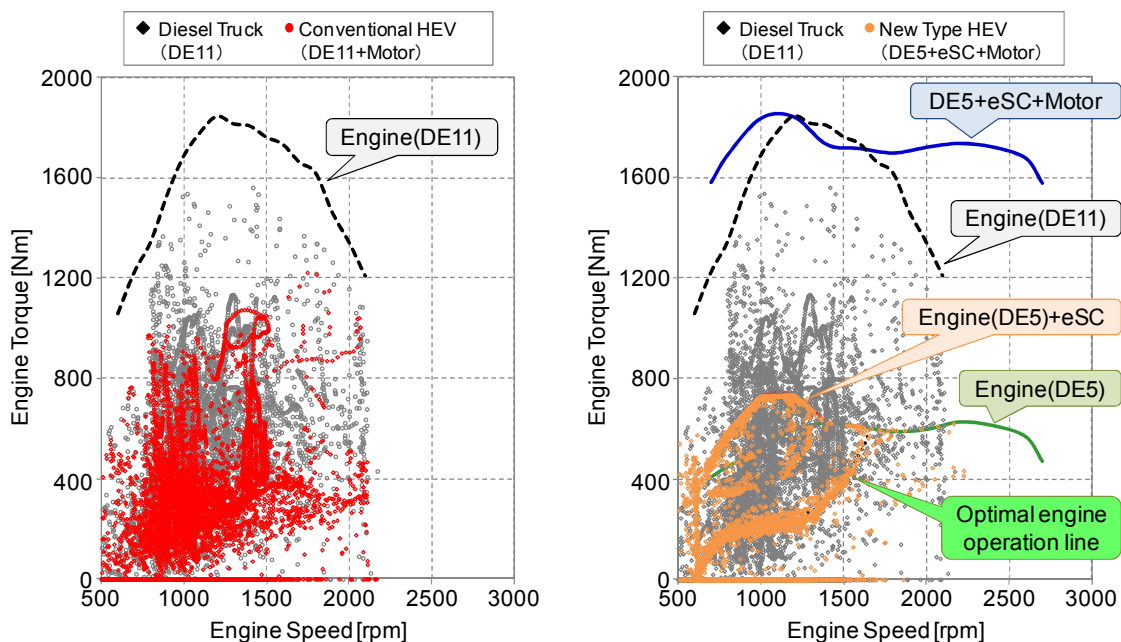 Diesel Truck
(DE11)
Conventional HEV
(DE11+Motor)
2000
1600
1200
800
400
0
Engine Torque [Nm]
Engine(DE11)
500 1000 1500 2000 2500 3000
Engine Speed [rpm]
Diesel Truck
(DE11)
New Type HEV
(DE5+eSC+Motor)
2000
1600
1200
800
400
0
Engine Torque [Nm]
DE5+eSC+Motor
Engine(DE11)
Engine(DE5)+eSC
Engine(DE5)
Optimal engine
operation line
500 1000 1500 2000 2500 3000
Engine Speed [rpm]